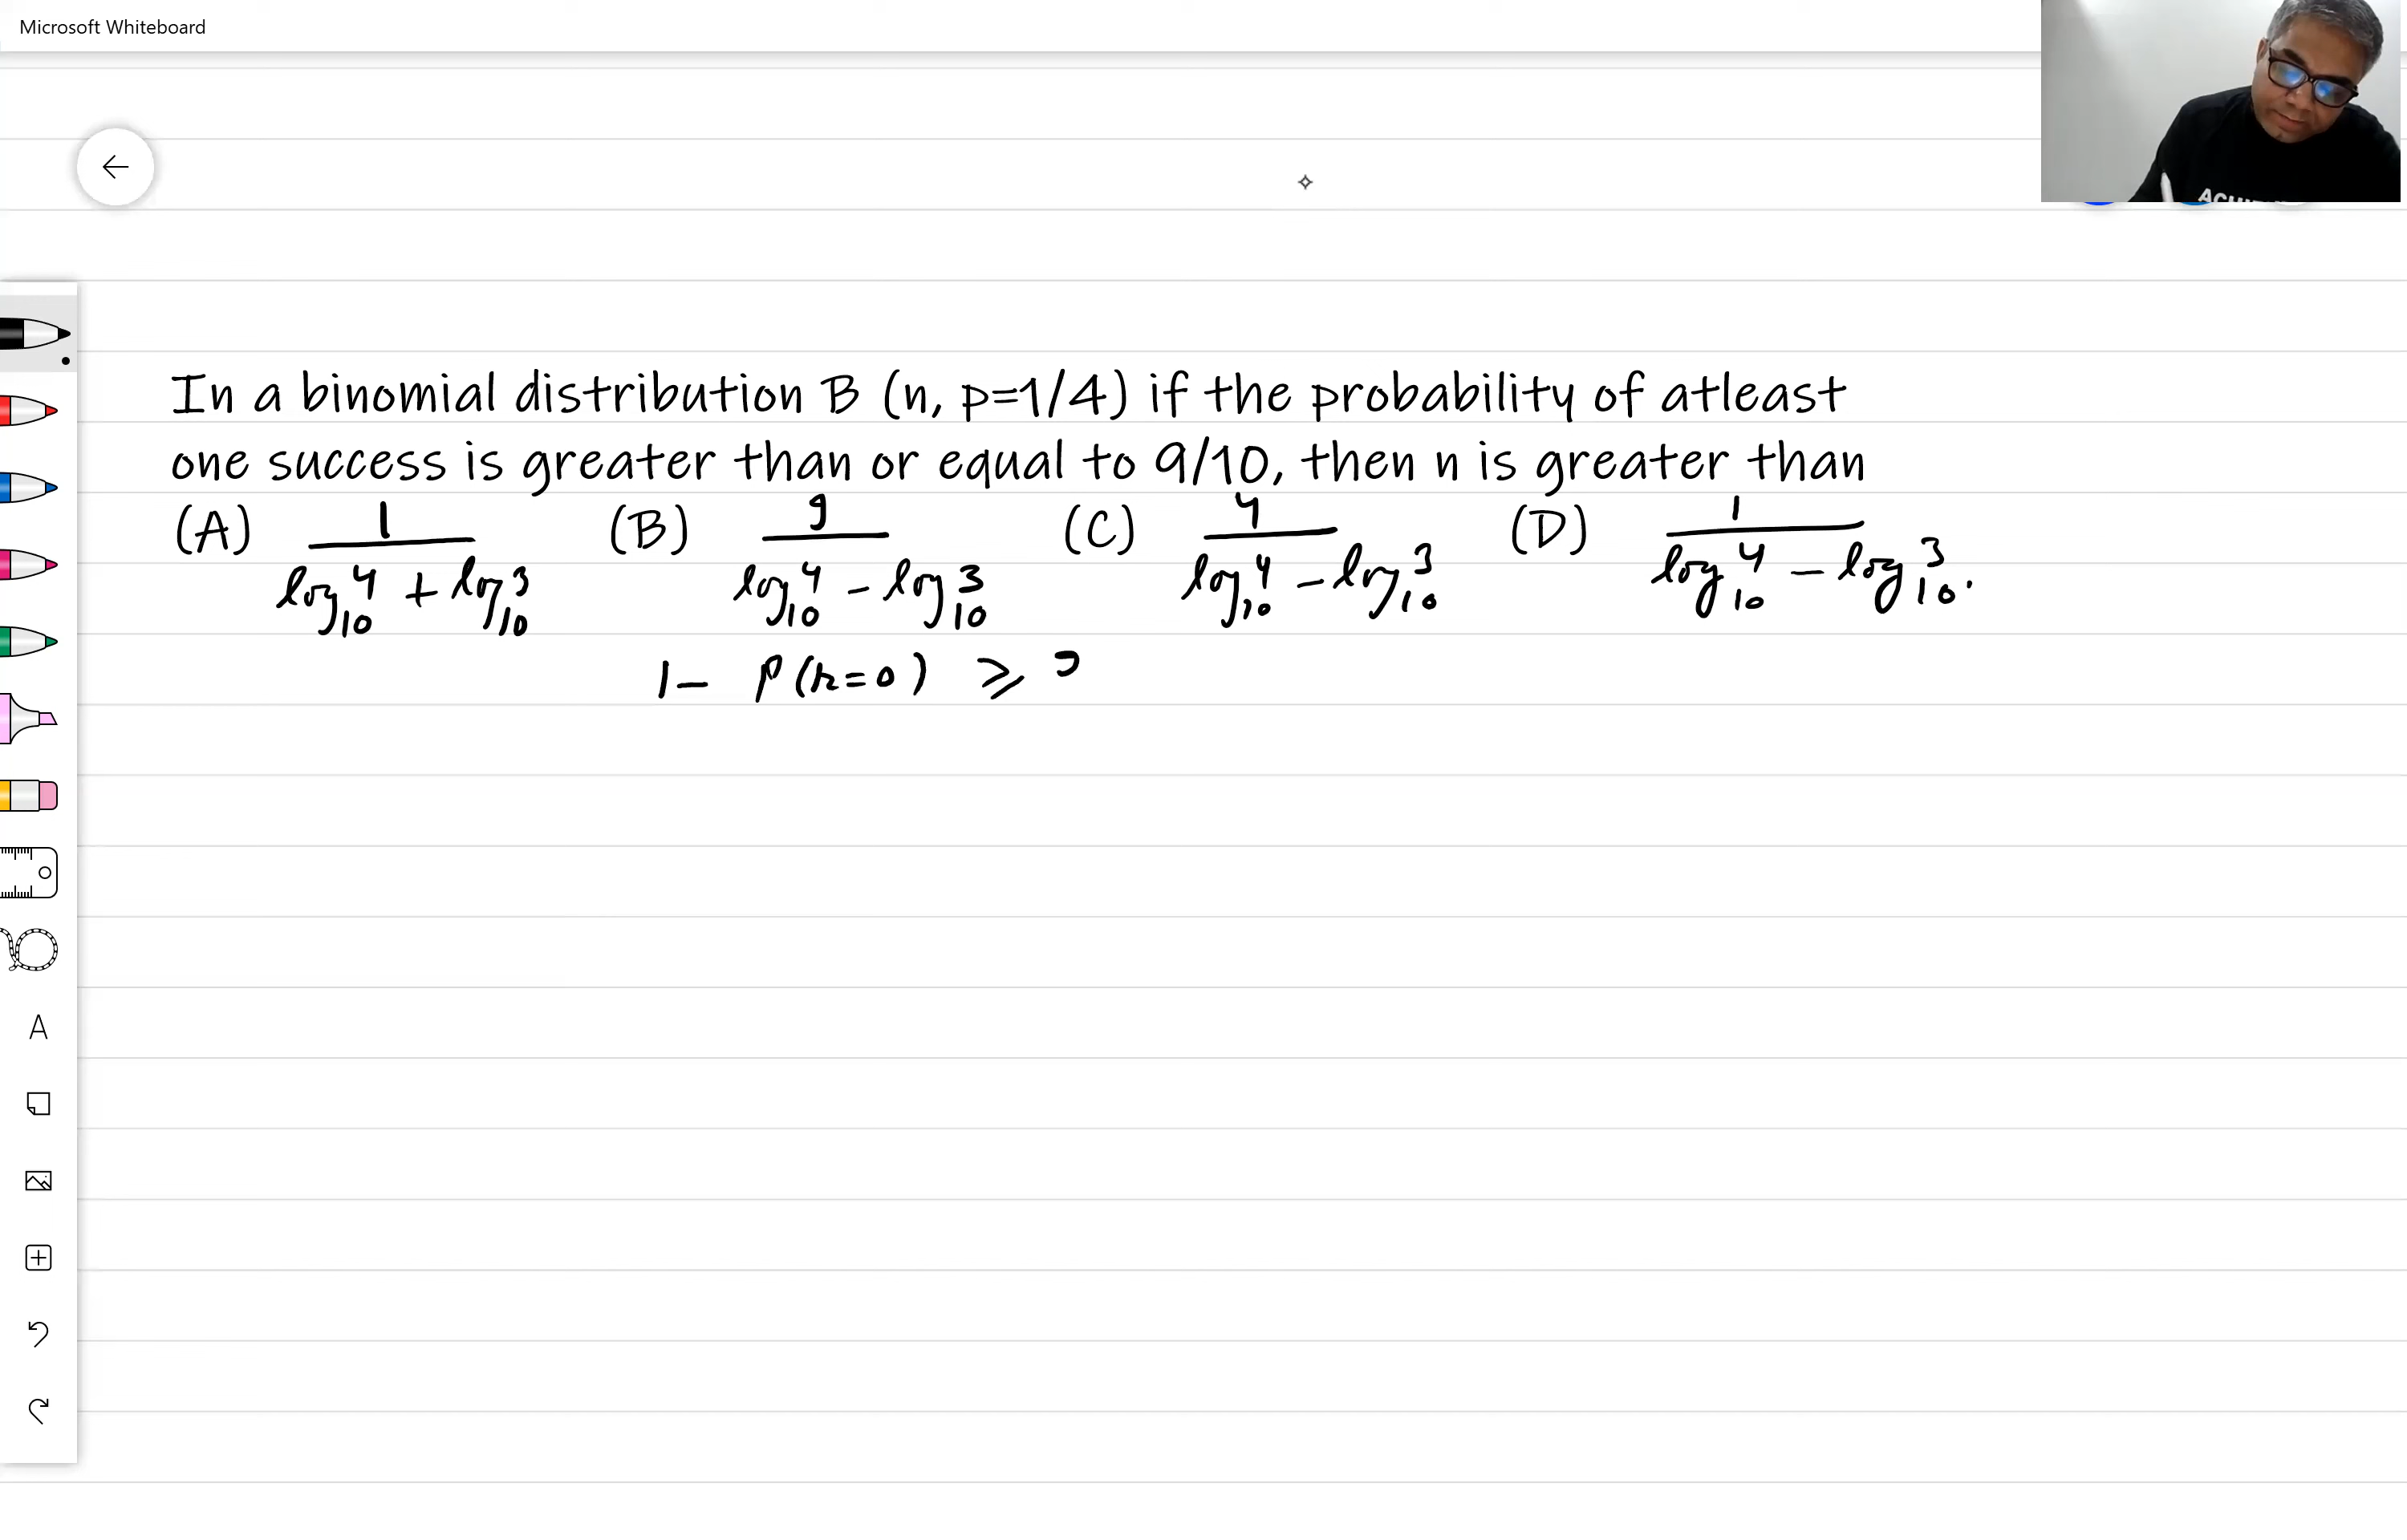 Microsoft Whiteboard
In a binomial distribution B (n, p=1/4) if the probability of atleast
one success is greater than or equal to 9/10, then n is greater than
(A) 1 / (log₁₀4 + log₁₀3) (B) 9 / (log₁₀4 − log₁₀3) (C) 4 / (log₁₀4 − log₁₀3) (D) 1 / (log₁₀4 − log₁₀3).
1 − P(r=0) ⩾
A